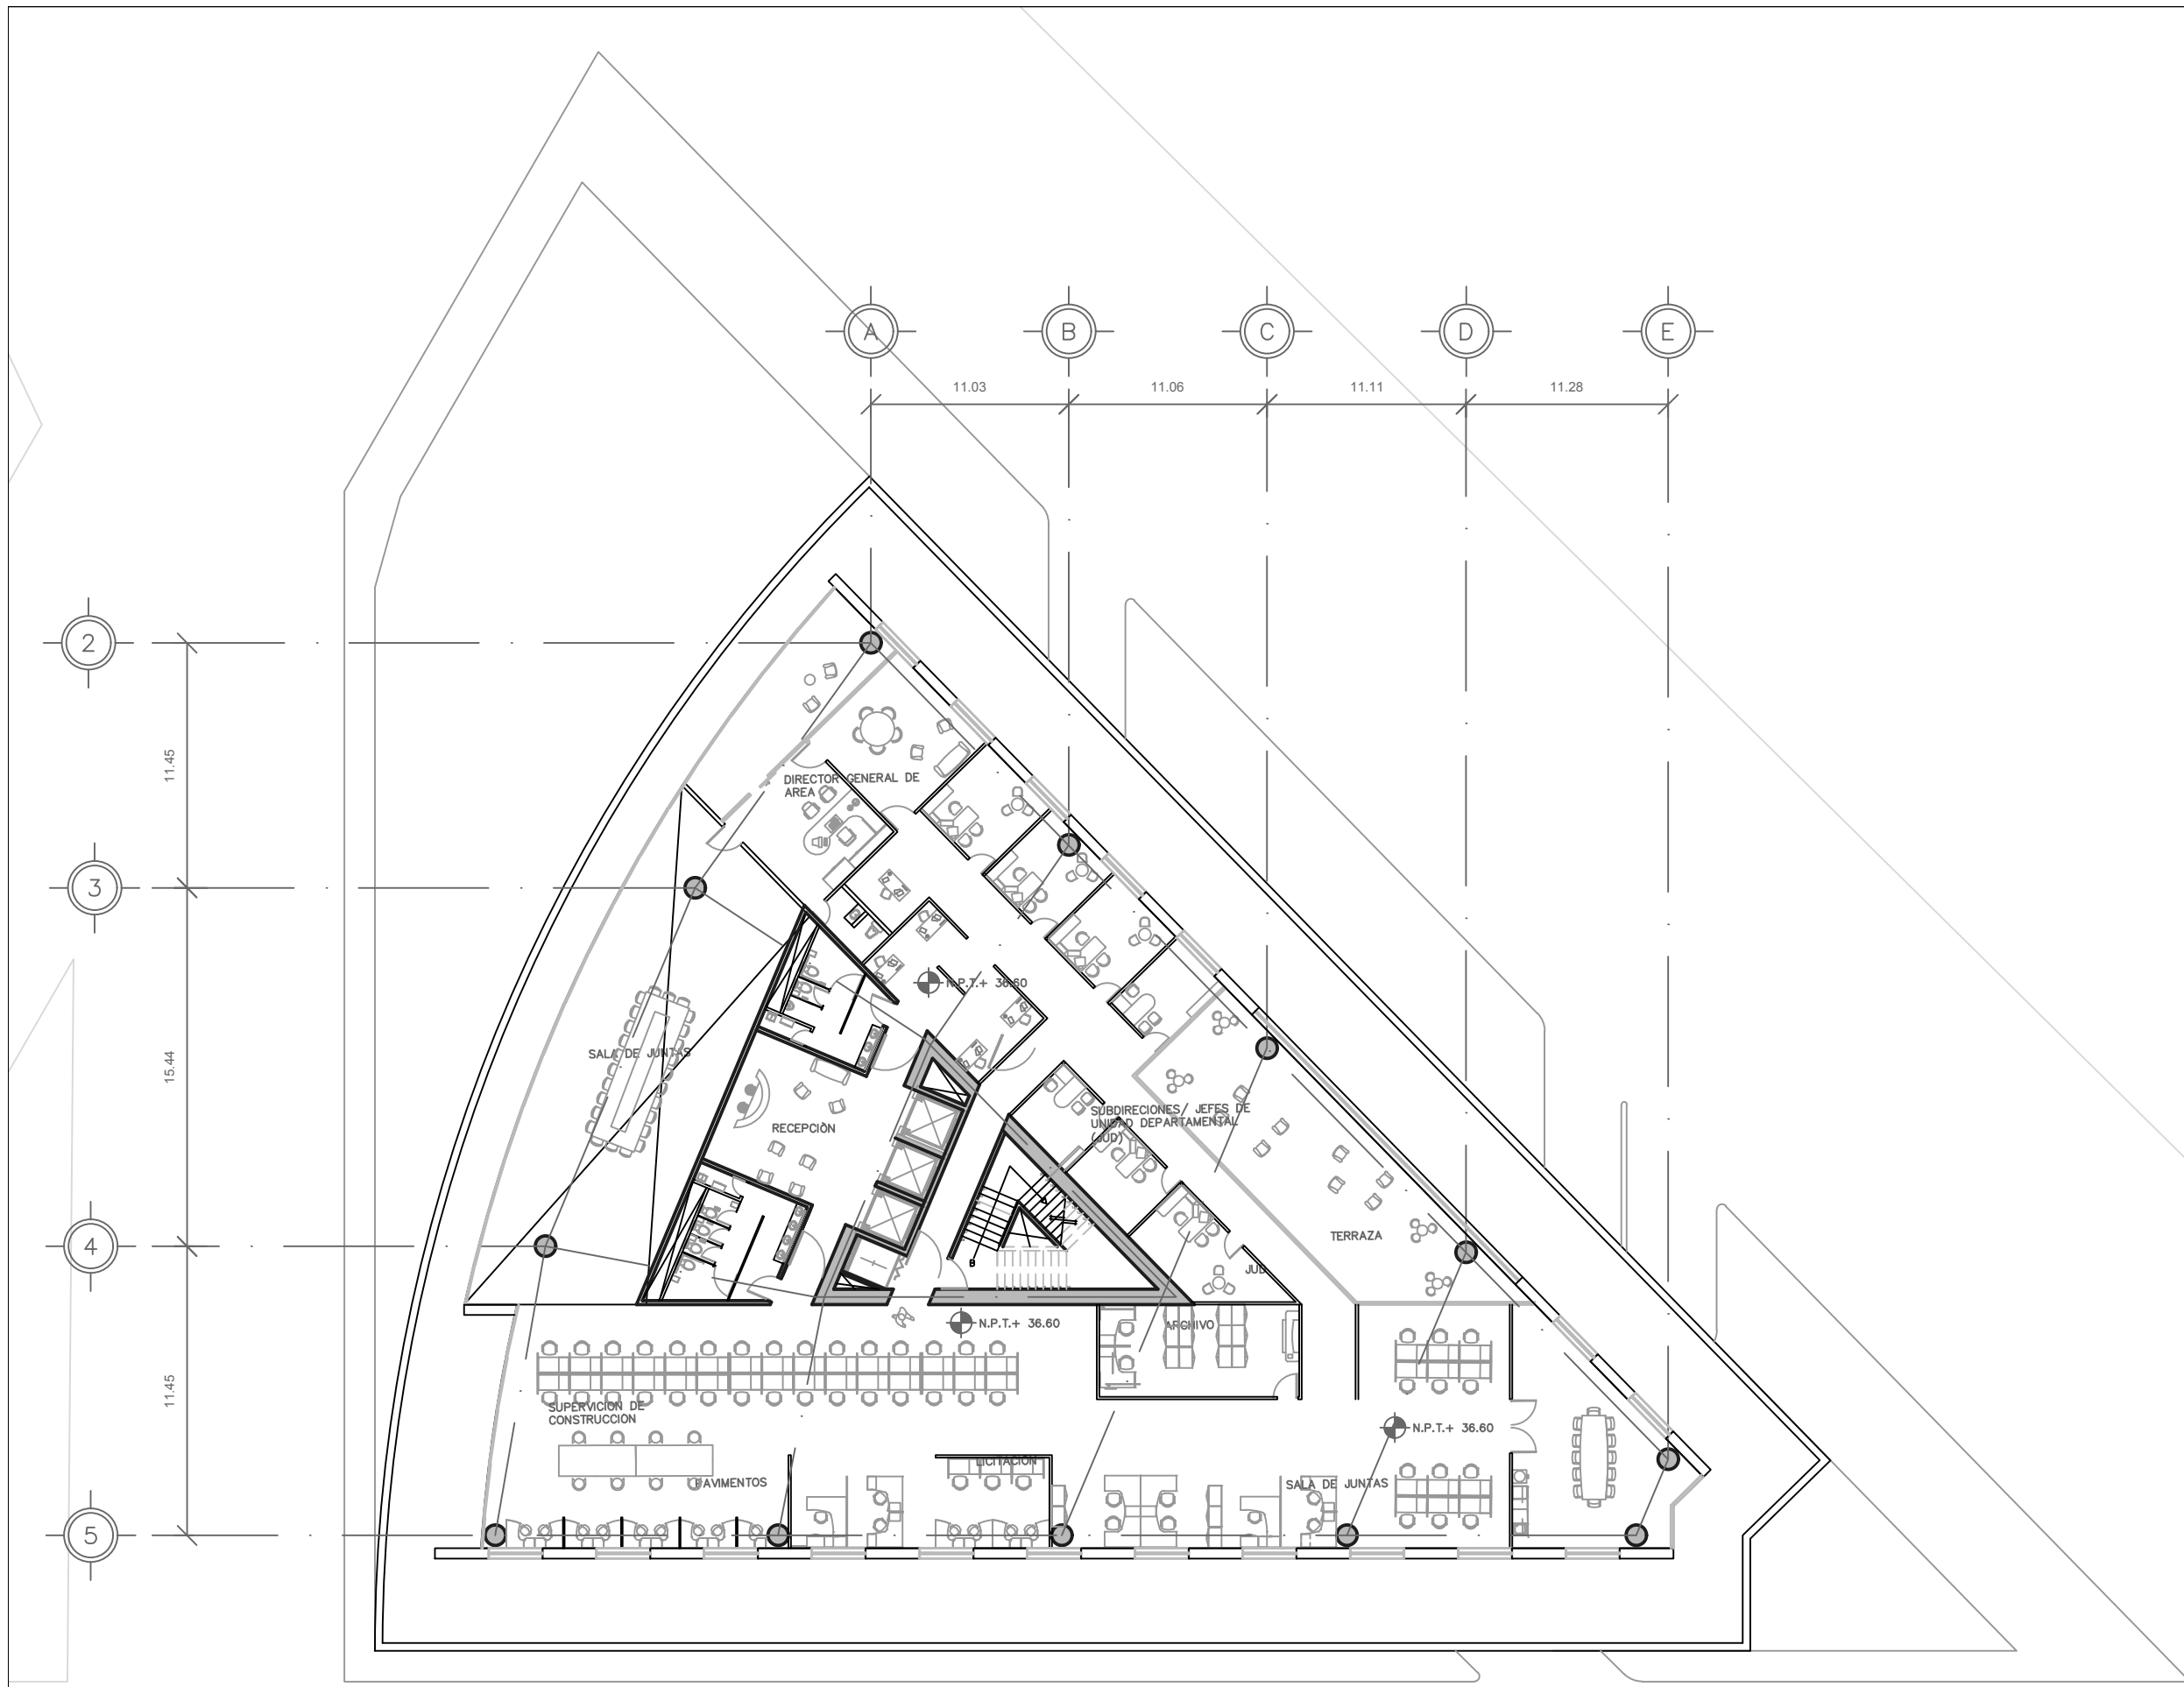 A
B
C
D
E
11.03
11.06
11.11
11.28
2
11.45
DIRECTOR GENERAL DE
AREA
3
N.P.T.+ 36.60
15.44
SALA DE JUNTAS
RECEPCIÒN
SUBDIRECIONES/ JEFES DE
UNIDAD DEPARTAMENTAL
(JUD)
TERRAZA
4
JUD
N.P.T.+ 36.60
ARCHIVO
11.45
SUPERVICION DE
CONSTRUCCION
N.P.T.+ 36.60
LICITACION
PAVIMENTOS
SALA DE JUNTAS
5